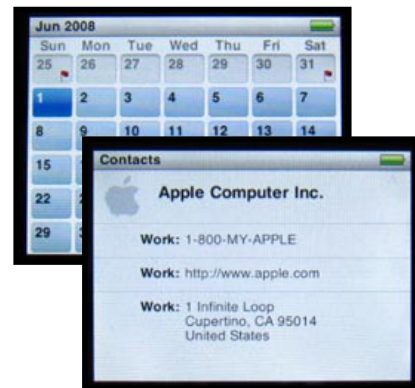 Jun 2008
Sun Mon Tue Wed Thu Fri Sat
25 26 27 28 29 30 31
1 2 3 4 5 6 7
8 9 10 11 12 13 14
15
22
29
Contacts
Apple Computer Inc.
Work: 1-800-MY-APPLE
Work: http://www.apple.com
Work: 1 Infinite Loop
Cupertino, CA 95014
United States